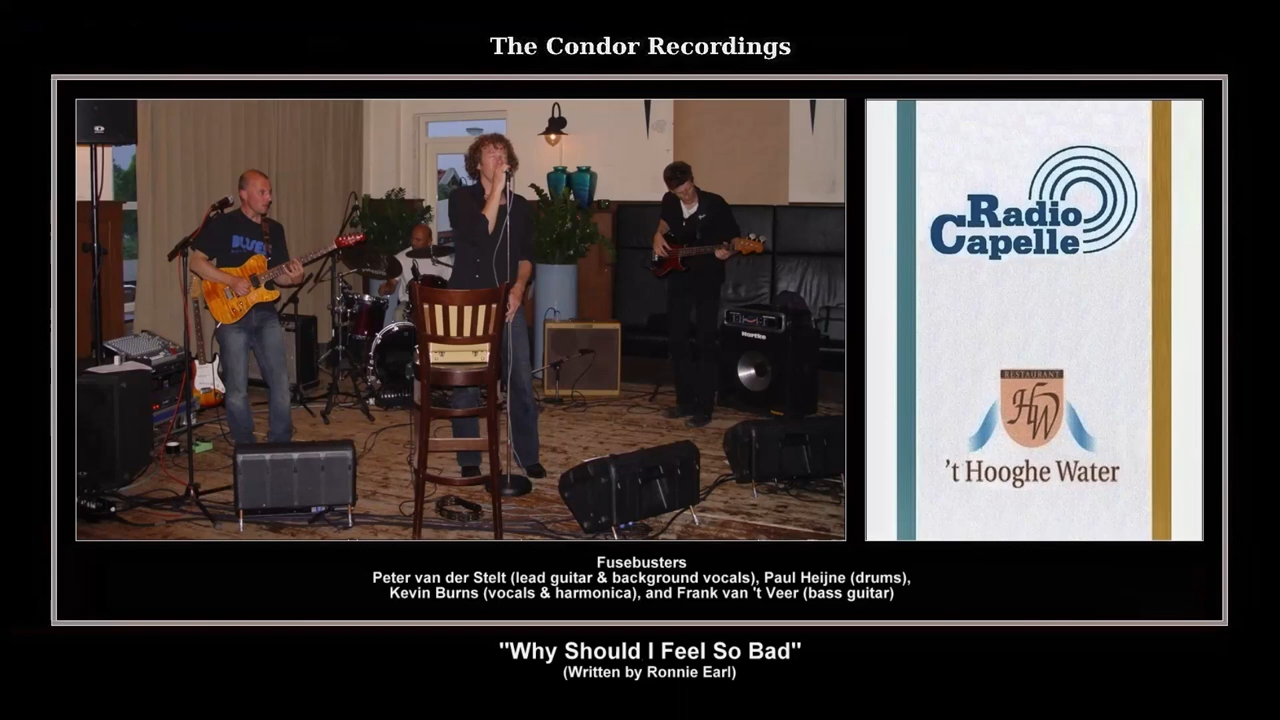 The Condor Recordings
BLUES
Hartke
Radio
Capelle
RESTAURANT
HW
't Hooghe Water
Fusebusters
Peter van der Stelt (lead guitar & background vocals), Paul Heijne (drums),
Kevin Burns (vocals & harmonica), and Frank van 't Veer (bass guitar)
"Why Should I Feel So Bad"
(Written by Ronnie Earl)